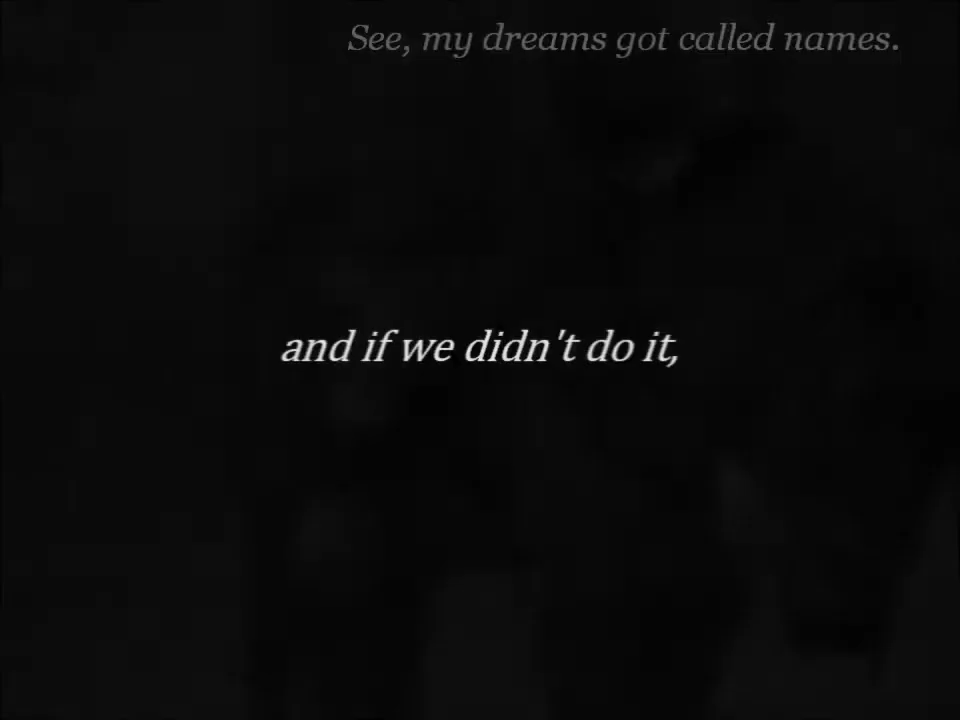 See, my dreams got called names.
and if we didn't do it,